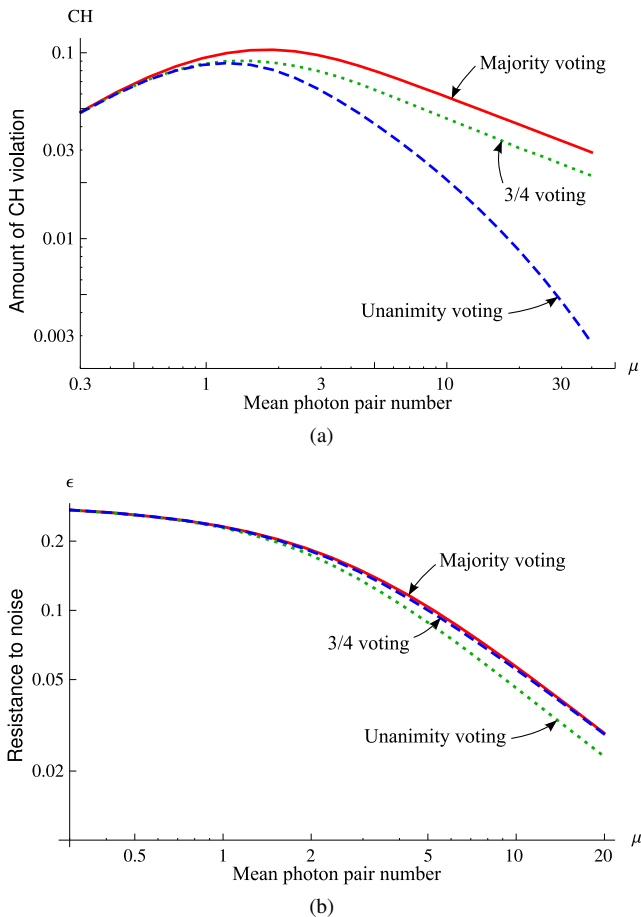 CH
0.1
0.03
0.01
0.003
Amount of CH violation
Majority voting
3/4 voting
Unanimity voting
0.3
1
3
10
30
μ
Mean photon pair number
(a)
ϵ
0.2
0.1
0.05
0.02
Resistance to noise
Majority voting
3/4 voting
Unanimity voting
0.5
1
2
5
10
20
μ
Mean photon pair number
(b)